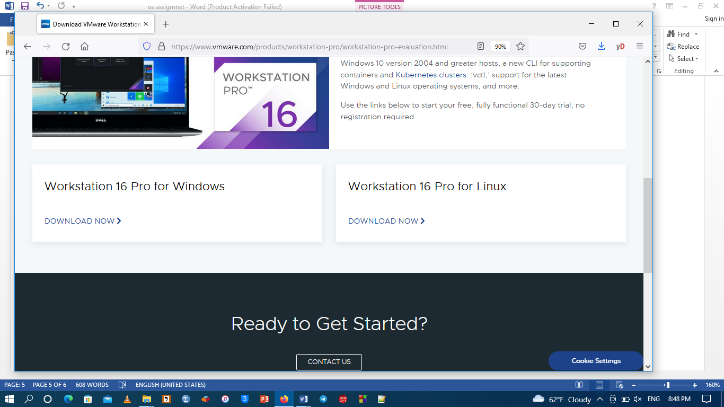 os assignmet - Word (Product Activation Failed)
PICTURE TOOLS
Sign in
Download VMware Workstation
https://www.vmware.com/products/workstation-pro/workstation-pro-evaluation.html
90%
Find
Replace
Select
Editing
WORKSTATION
PRO™
16
DELL
Windows 10 version 2004 and greater hosts, a new CLI for supporting
containers and Kubernetes clusters: 'vctl,' support for the latest
Windows and Linux operating systems, and more.
Use the links below to start your free, fully functional 30-day trial, no
registration required.
Workstation 16 Pro for Windows
DOWNLOAD NOW
Workstation 16 Pro for Linux
DOWNLOAD NOW
Ready to Get Started?
CONTACT US
Cookie Settings
PAGE: 5 PAGE 5 OF 6 608 WORDS ENGLISH (UNITED STATES)
160%
62°F Cloudy ENG 8:48 PM